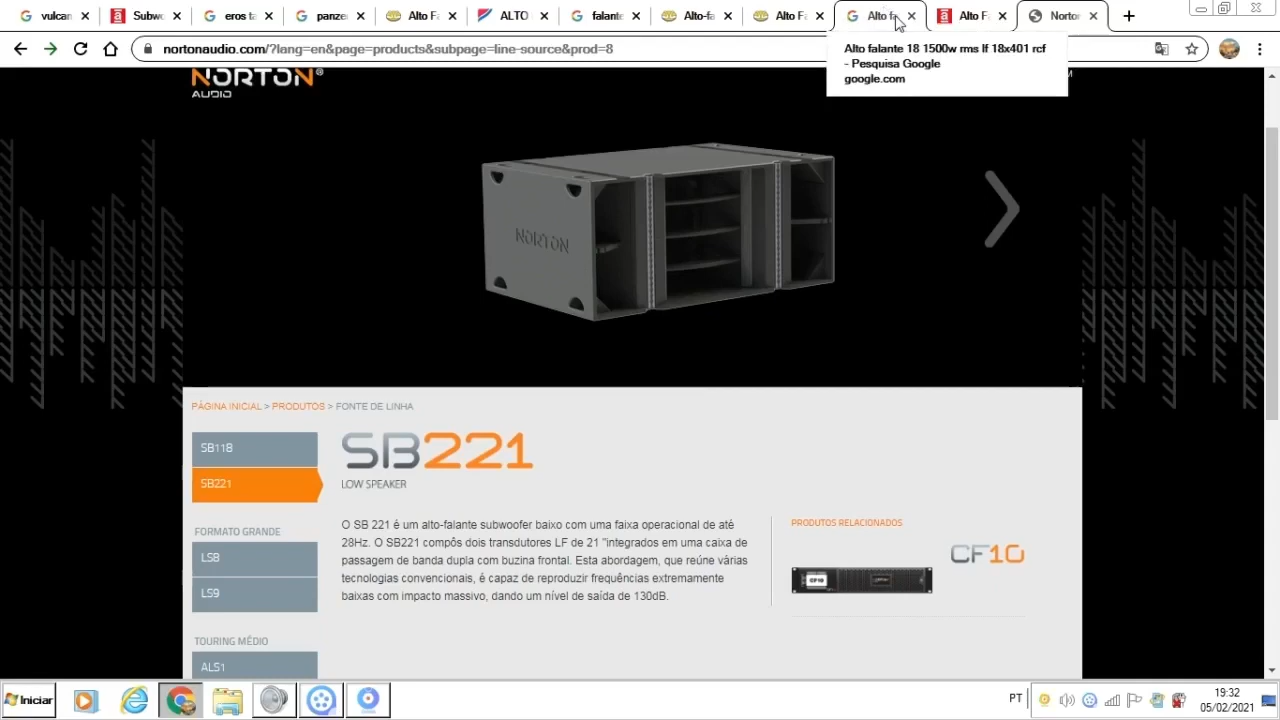 vulcan
Subwo
eros ta
panzer
Alto Fa
ALTO
falante
Alto-fa
Alto Fa
Alto fa
Alto F
Norton
nortonaudio.com/?lang=en&page=products&subpage=line-source&prod=8
Alto falante 18 1500w rms lf 18x401 rcf
- Pesquisa Google
google.com
NORTON®
AUDIO
NORTON
PÁGINA INICIAL > PRODUTOS > FONTE DE LINHA
SB118
SB221
FORMATO GRANDE
LS8
LS9
TOURING MÉDIO
ALS1
SB221
LOW SPEAKER
O SB 221 é um alto-falante subwoofer baixo com uma faixa operacional de até
28Hz. O SB221 compôs dois transdutores LF de 21 "integrados em uma caixa de
passagem de banda dupla com buzina frontal. Esta abordagem, que reúne várias
tecnologias convencionais, é capaz de reproduzir frequências extremamente
baixas com impacto massivo, dando um nível de saída de 130dB.
PRODUTOS RELACIONADOS
CF10
CF10
Iniciar
PT
19:32
05/02/2021